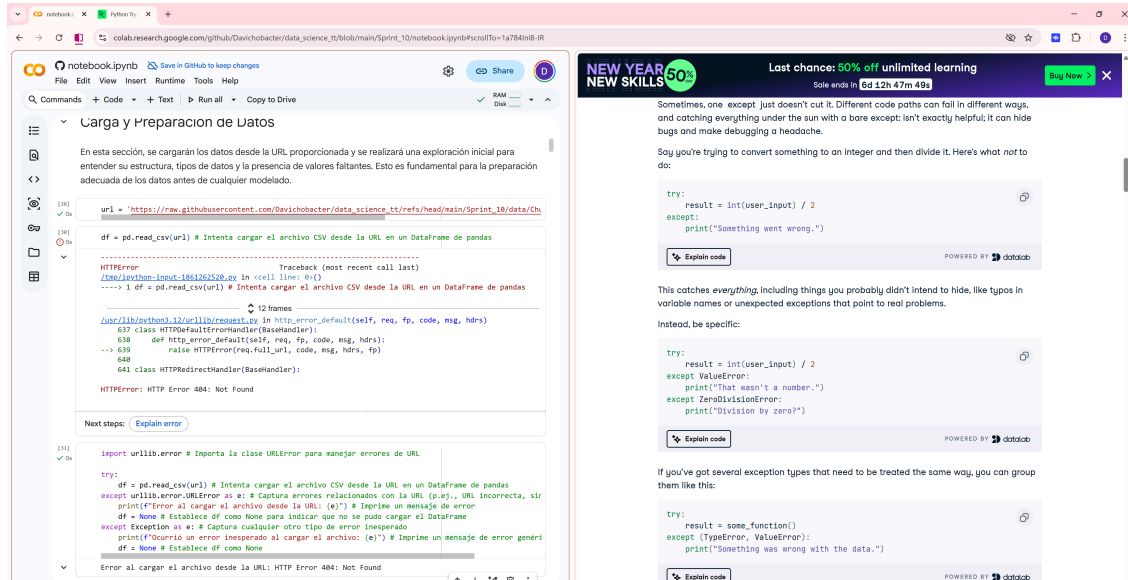 notebook.i
Python Try
colab.research.google.com/github/Davichobacter/data_science_tt/blob/main/Sprint_10/notebook.ipynb#scrollTo=1a784lnI8-IR
D
CO
notebook.ipynb
Save in GitHub to keep changes
File Edit View Insert Runtime Tools Help
Share
D
Commands + Code + Text Run all Copy to Drive
RAM
Disk
Carga y Preparación de Datos
En esta sección, se cargarán los datos desde la URL proporcionada y se realizará una exploración inicial para
entender su estructura, tipos de datos y la presencia de valores faltantes. Esto es fundamental para la preparación
adecuada de los datos antes de cualquier modelado.
[20]
0s
url = 'https://raw.githubusercontent.com/Davichobacter/data_science_tt/refs/head/main/Sprint_10/data/Chu
[30]
0s
df = pd.read_csv(url) # Intenta cargar el archivo CSV desde la URL en un DataFrame de pandas
---------------------------------------------------------------------------
HTTPError Traceback (most recent call last)
/tmp/ipython-input-1861262520.py in <cell line: 0>()
----> 1 df = pd.read_csv(url) # Intenta cargar el archivo CSV desde la URL en un DataFrame de pandas
12 frames
/usr/lib/python3.12/urllib/request.py in http_error_default(self, req, fp, code, msg, hdrs)
637 class HTTPDefaultErrorHandler(BaseHandler):
638 def http_error_default(self, req, fp, code, msg, hdrs):
--> 639 raise HTTPError(req.full_url, code, msg, hdrs, fp)
640
641 class HTTPRedirectHandler(BaseHandler):
HTTPError: HTTP Error 404: Not Found
Next steps: Explain error
[31]
0s
import urllib.error # Importa la clase URLError para manejar errores de URL
try:
df = pd.read_csv(url) # Intenta cargar el archivo CSV desde la URL en un DataFrame de pandas
except urllib.error.URLError as e: # Captura errores relacionados con la URL (p.ej., URL incorrecta, sin
print(f"Error al cargar el archivo desde la URL: {e}") # Imprime un mensaje de error
df = None # Establece df como None para indicar que no se pudo cargar el DataFrame
except Exception as e: # Captura cualquier otro tipo de error inesperado
print(f"Ocurrió un error inesperado al cargar el archivo: {e}") # Imprime un mensaje de error genéri
df = None # Establece df como None
Error al cargar el archivo desde la URL: HTTP Error 404: Not Found
NEW YEAR
NEW SKILLS
50%
Last chance: 50% off unlimited learning
Sale ends in 6d 12h 47m 49s
Buy Now >
Sometimes, one except just doesn't cut it. Different code paths can fail in different ways,
and catching everything under the sun with a bare except: isn't exactly helpful; it can hide
bugs and make debugging a headache.
Say you're trying to convert something to an integer and then divide it. Here's what not to
do:
try:
result = int(user_input) / 2
except:
print("Something went wrong.")
Explain code
POWERED BY datalab
This catches everything, including things you probably didn't intend to hide, like typos in
variable names or unexpected exceptions that point to real problems.
Instead, be specific:
try:
result = int(user_input) / 2
except ValueError:
print("That wasn't a number.")
except ZeroDivisionError:
print("Division by zero?")
Explain code
POWERED BY datalab
If you've got several exception types that need to be treated the same way, you can group
them like this:
try:
result = some_function()
except (TypeError, ValueError):
print("Something was wrong with the data.")
Explain code
POWERED BY datalab